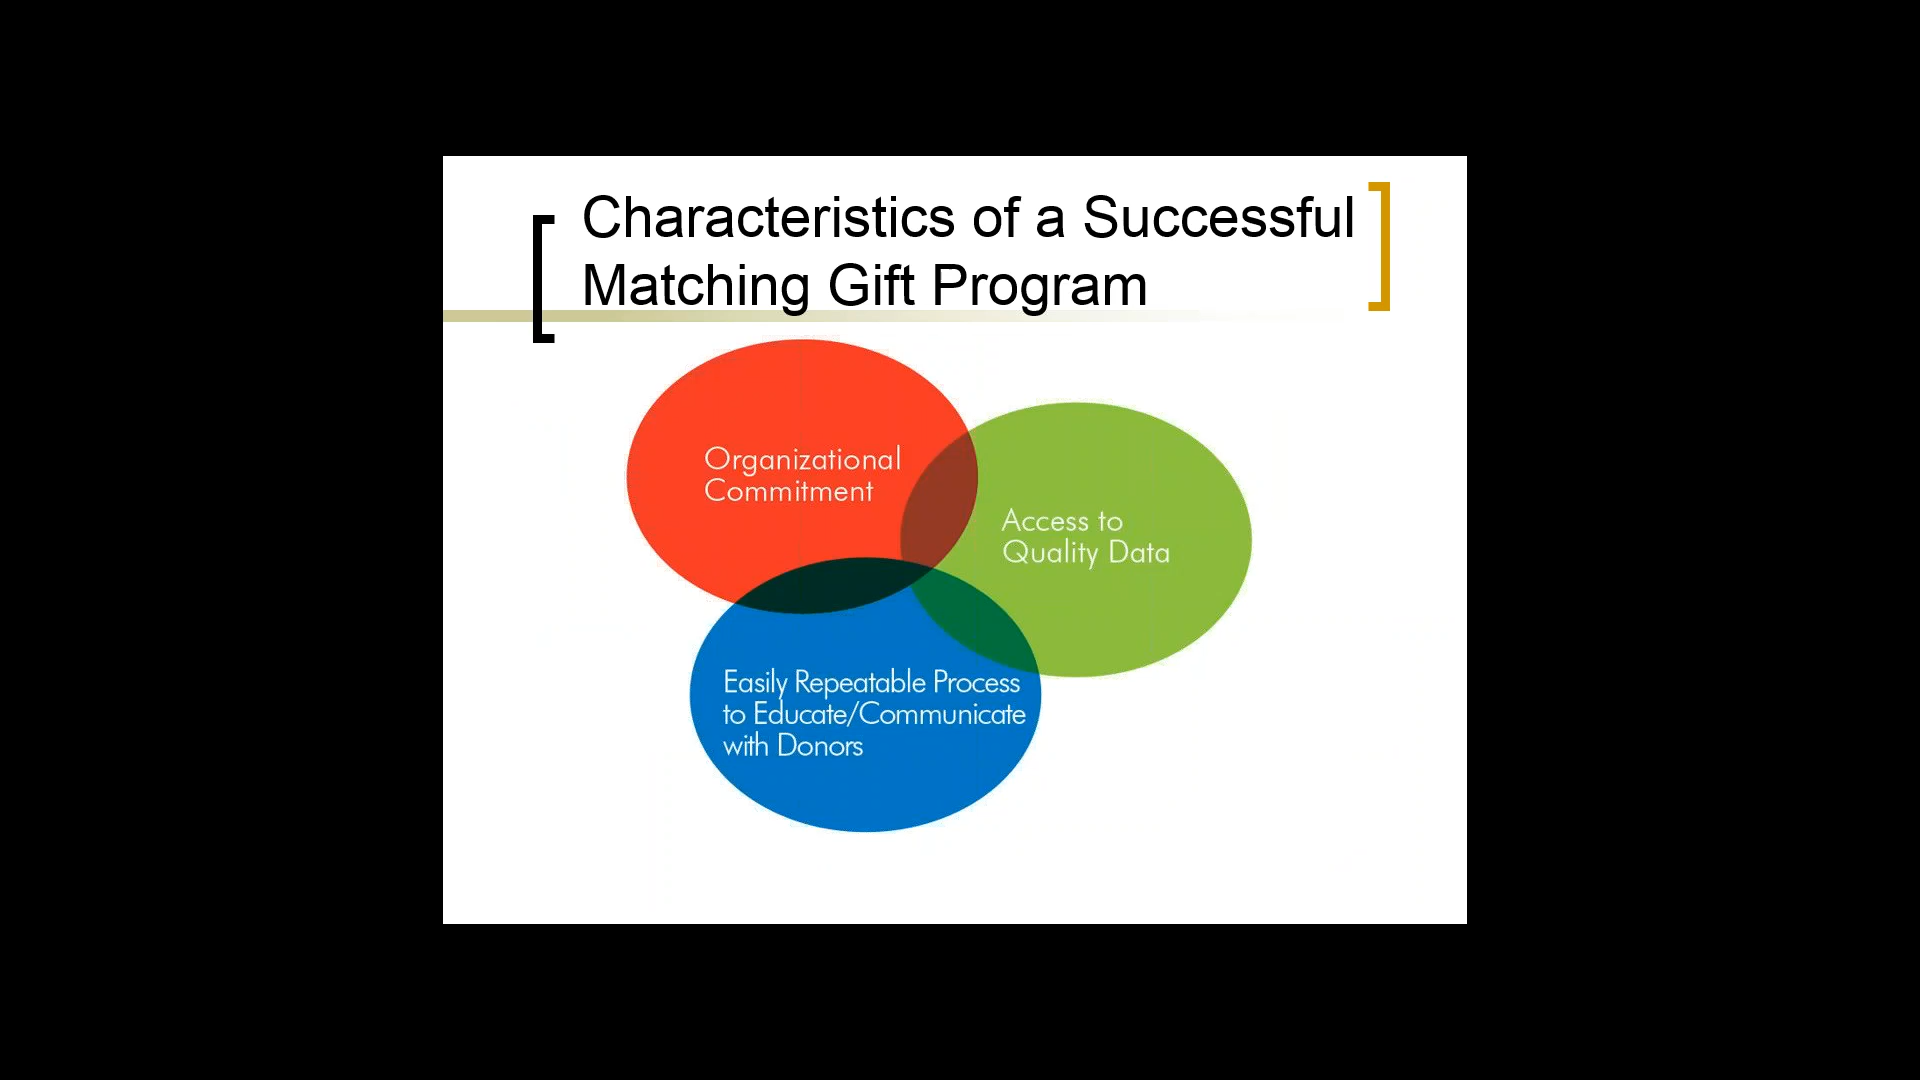 Characteristics of a Successful
Matching Gift Program
Organizational
Commitment
Access to
Quality Data
Easily Repeatable Process
to Educate/Communicate
with Donors